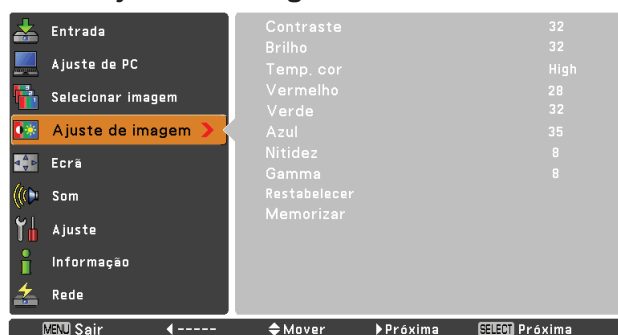 Entrada
Ajuste de PC
Selecionar imagem
Ajuste de imagem
Ecrã
Som
Ajuste
Informação
Rede
Contraste 32
Brilho 32
Temp. cor High
Vermelho 28
Verde 32
Azul 35
Nitidez 8
Gamma 8
Restabelecer
Memorizar
MENU Sair ----- Mover Próxima SELECT Próxima